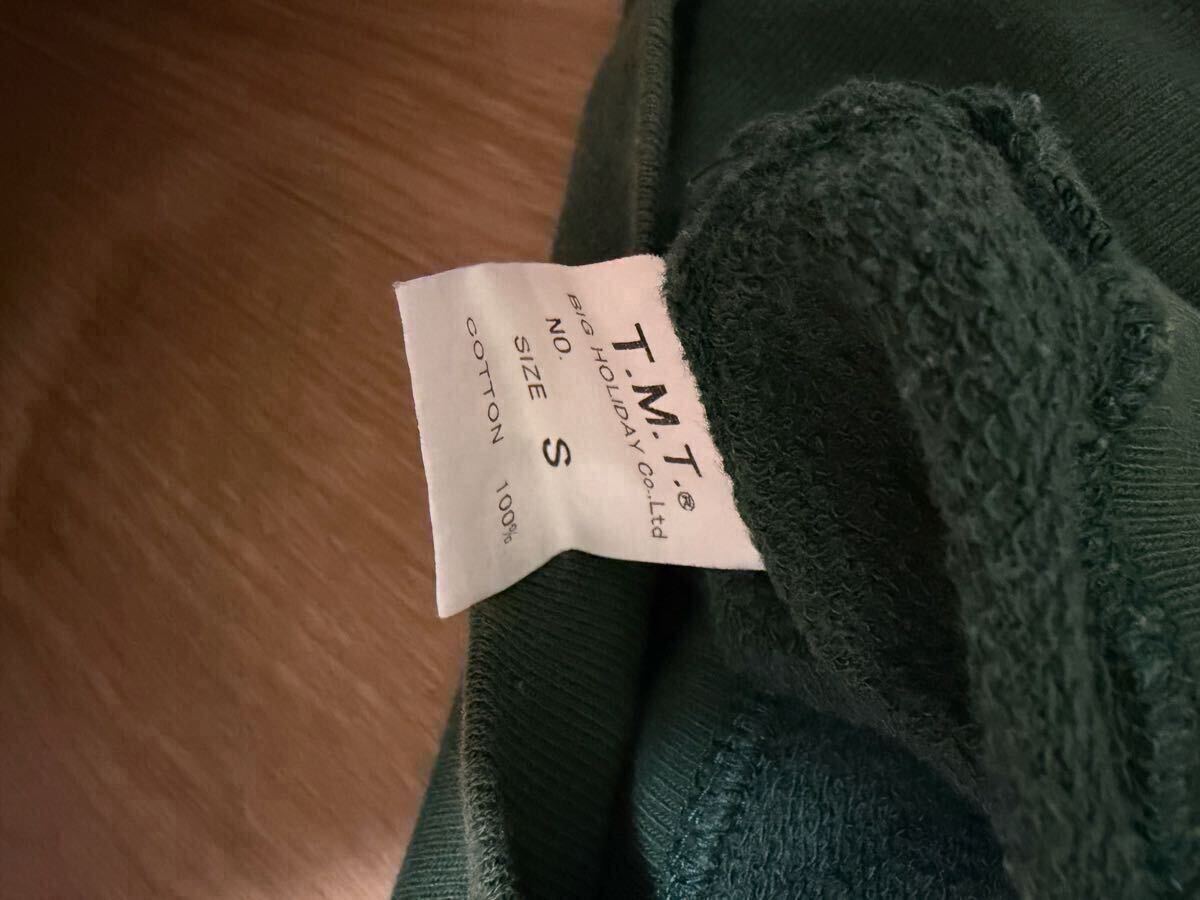 T.M.T.®
BIG HOLIDAY Co.,Ltd
NO.
SIZE S
COTTON 100%